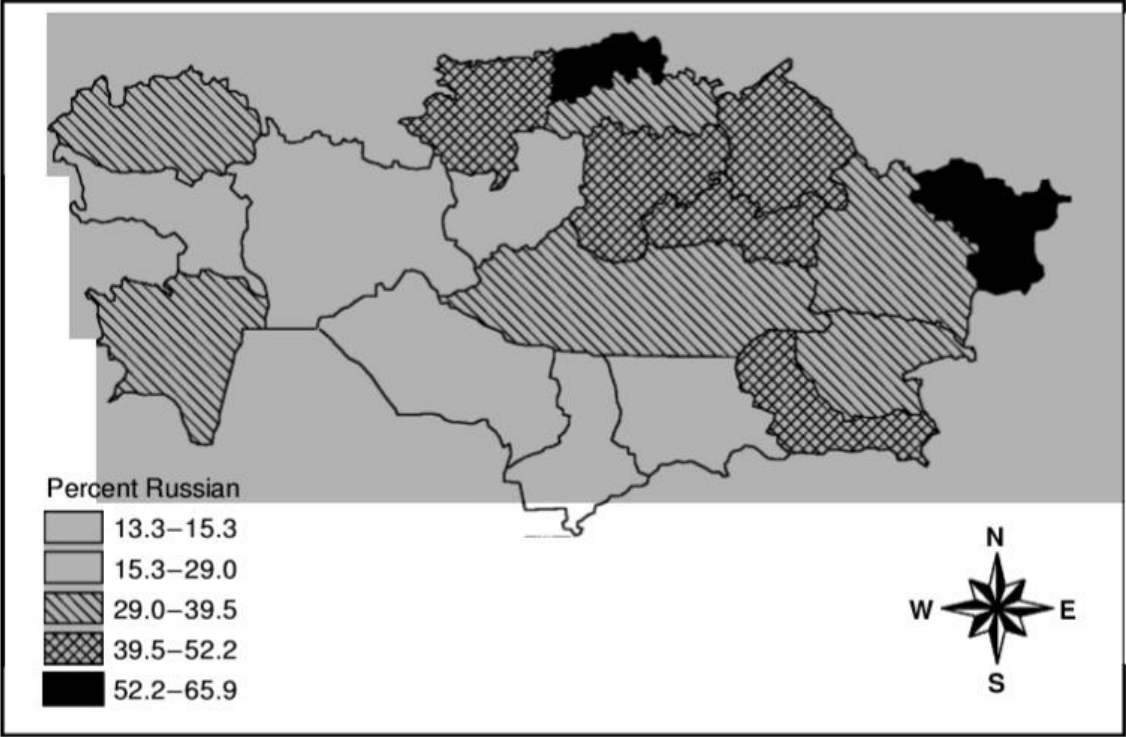 Percent Russian
13.3–15.3
15.3–29.0
29.0–39.5
39.5–52.2
52.2–65.9
N
W E
S